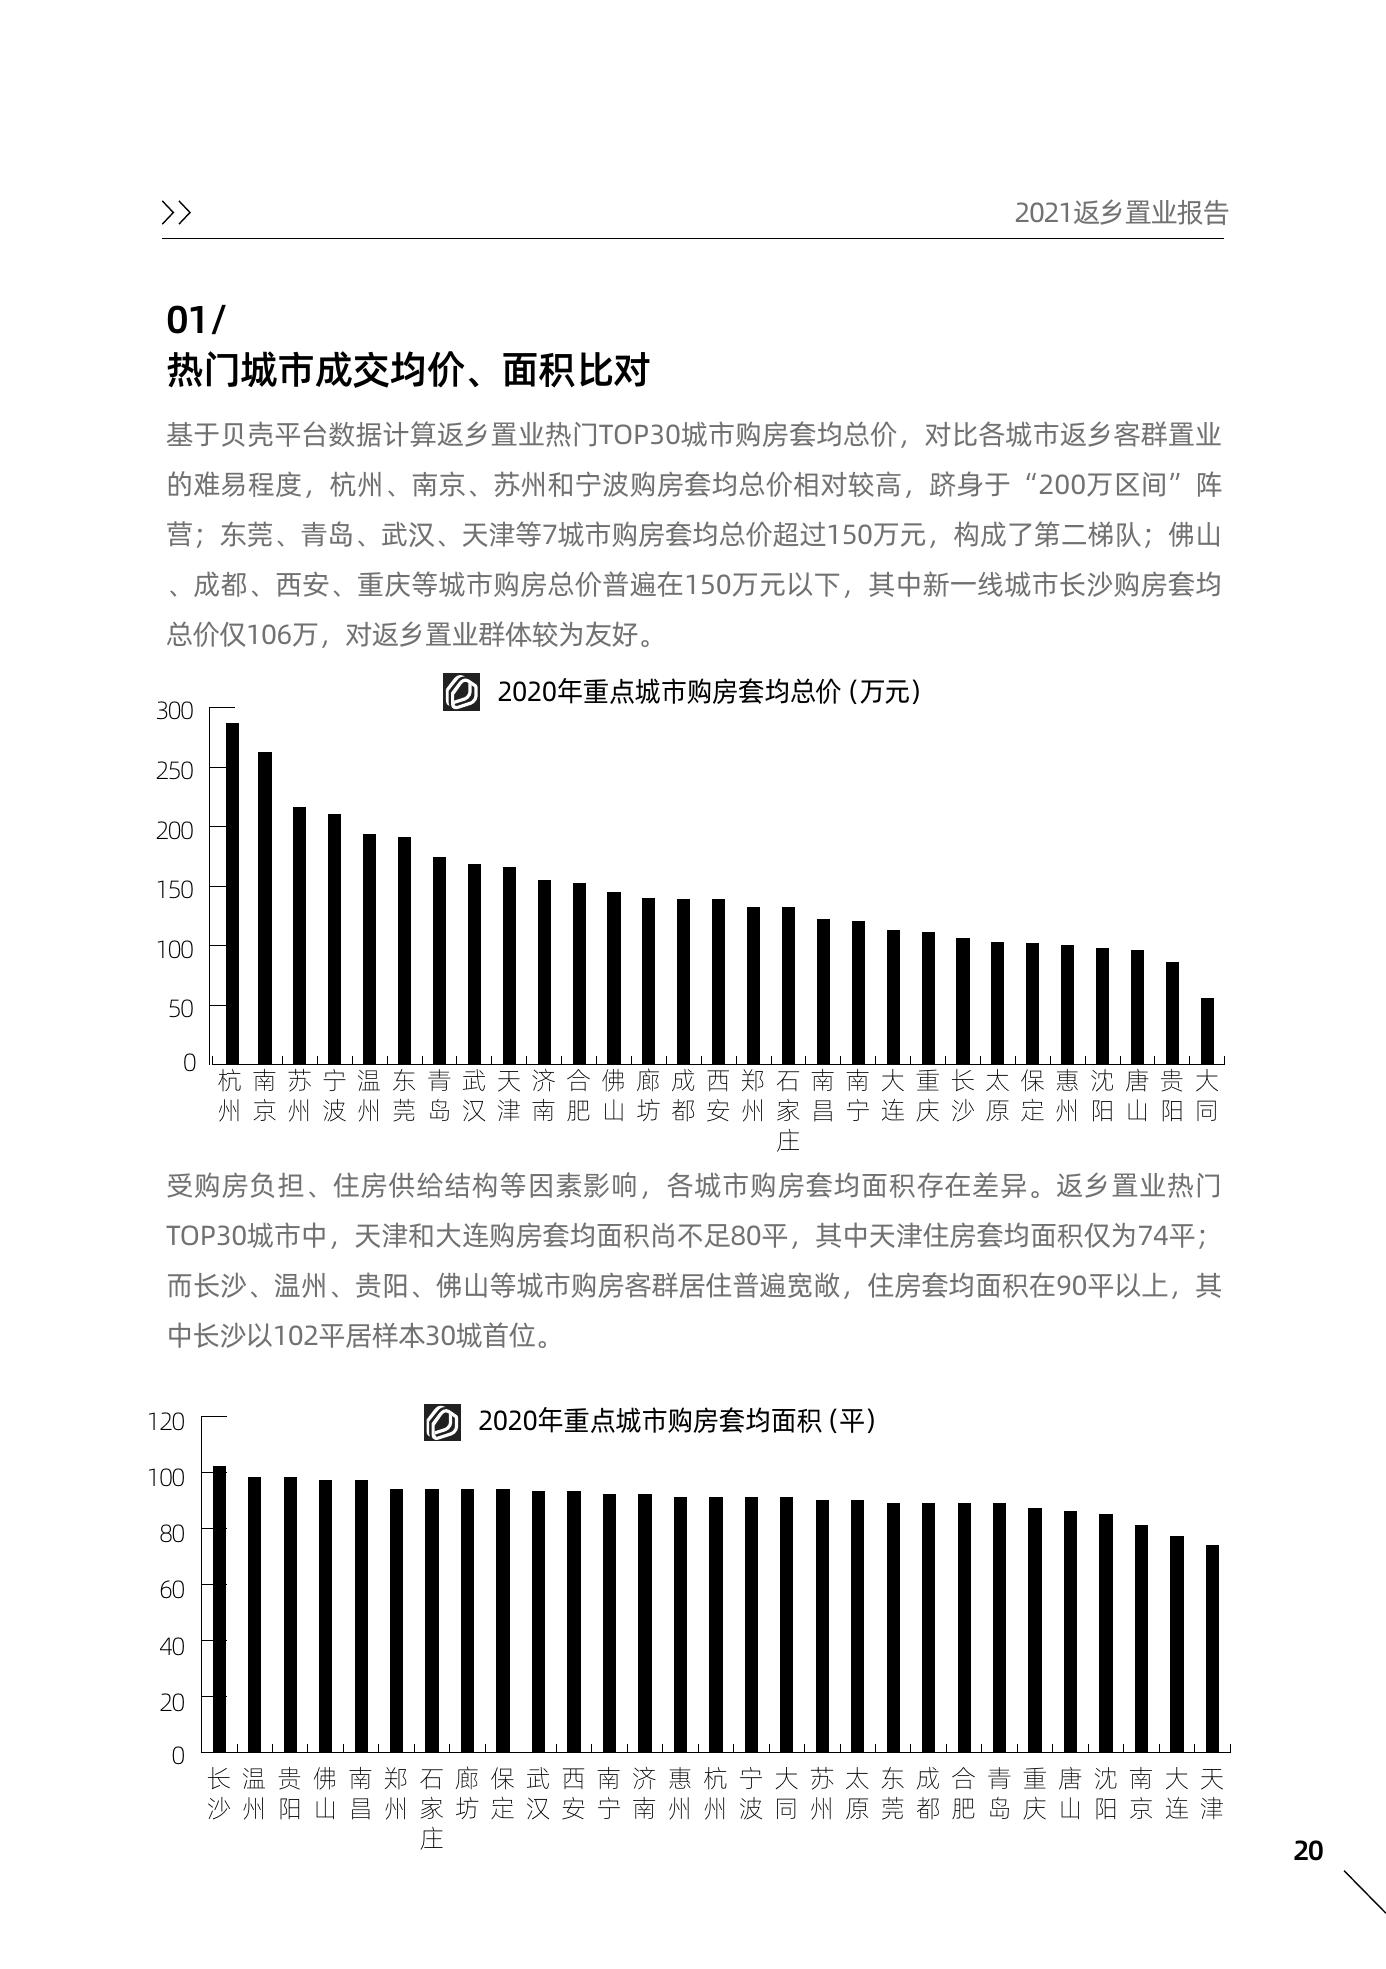 2021返乡置业报告
01/
热门城市成交均价、面积比对
基于贝壳平台数据计算返乡置业热门TOP30城市购房套均总价，对比各城市返乡客群置业
的难易程度，杭州、南京、苏州和宁波购房套均总价相对较高，跻身于“200万区间”阵
营；东莞、青岛、武汉、天津等7城市购房套均总价超过150万元，构成了第二梯队；佛山
、成都、西安、重庆等城市购房总价普遍在150万元以下，其中新一线城市长沙购房套均
总价仅106万，对返乡置业群体较为友好。
2020年重点城市购房套均总价（万元）
300
250
200
150
100
50
0
杭州 南京 苏州 宁波 温州 东莞 青岛 武汉 天津 济南 合肥 佛山 廊坊 成都 西安 郑州 石家庄 南昌 南宁 大连 重庆 长沙 太原 保定 惠州 沈阳 唐山 贵阳 大同
受购房负担、住房供给结构等因素影响，各城市购房套均面积存在差异。返乡置业热门
TOP30城市中，天津和大连购房套均面积尚不足80平，其中天津住房套均面积仅为74平；
而长沙、温州、贵阳、佛山等城市购房客群居住普遍宽敞，住房套均面积在90平以上，其
中长沙以102平居样本30城首位。
2020年重点城市购房套均面积（平）
120
100
80
60
40
20
0
长沙 温州 贵阳 佛山 南昌 郑州 石家庄 廊坊 保定 武汉 西安 南宁 济南 惠州 杭州 宁波 大同 苏州 太原 东莞 成都 合肥 青岛 重庆 唐山 沈阳 南京 大连 天津
20